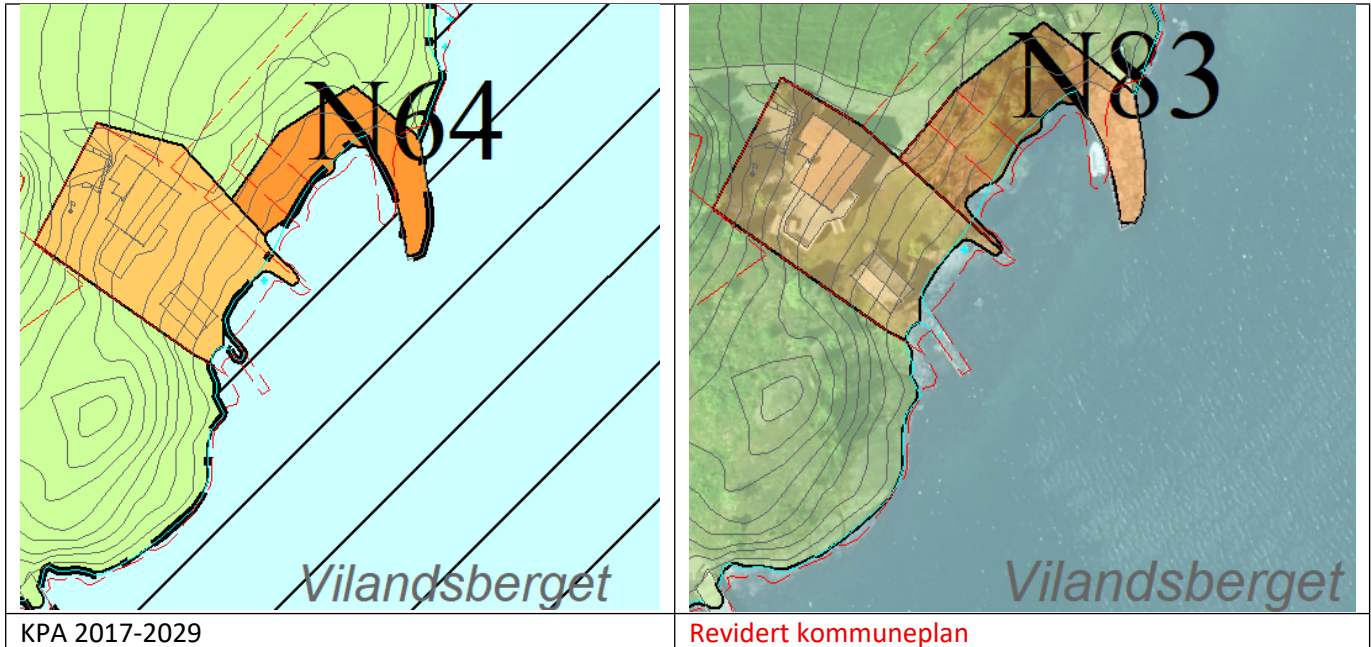 N64
Vilandsberget
KPA 2017-2029
N83
Vilandsberget
Revidert kommuneplan